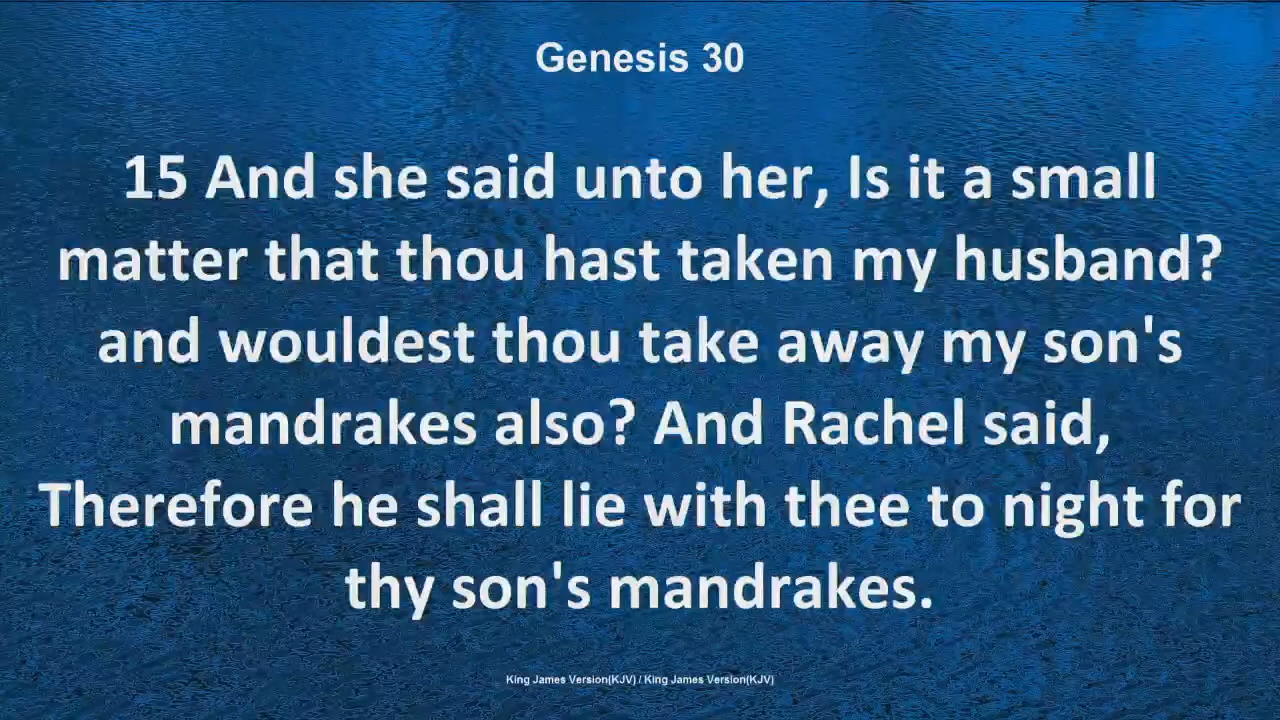 Genesis 30
15 And she said unto her, Is it a small
matter that thou hast taken my husband?
and wouldest thou take away my son's
mandrakes also? And Rachel said,
Therefore he shall lie with thee to night for
thy son's mandrakes.
King James Version(KJV) / King James Version(KJV)